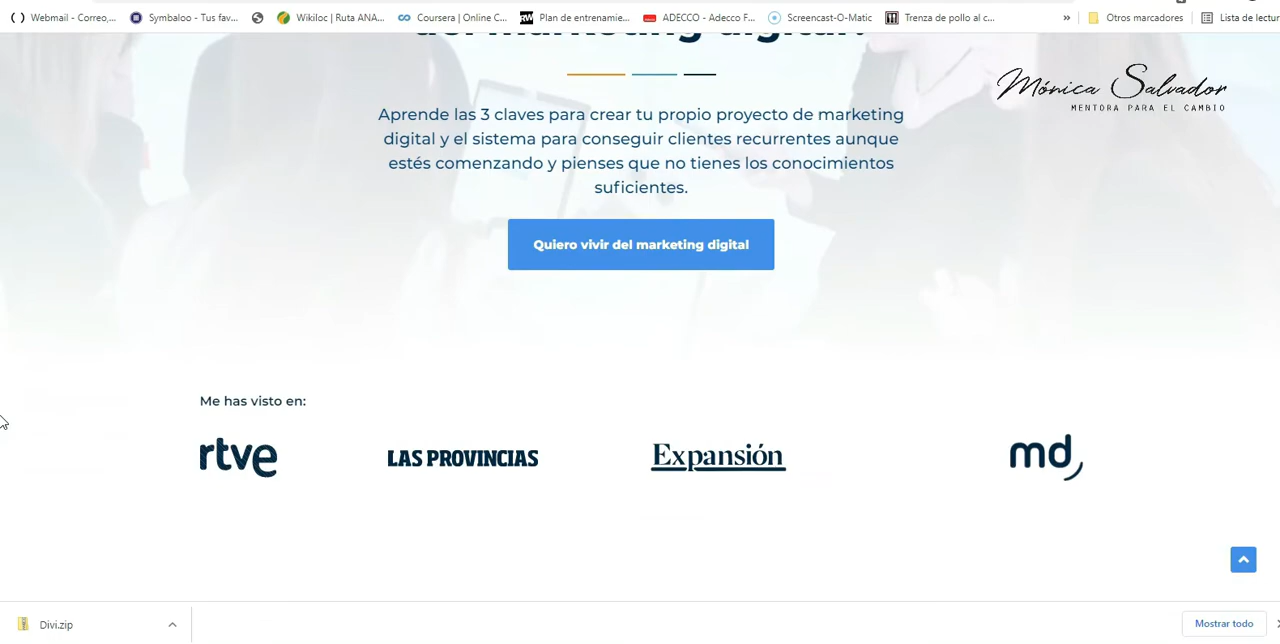 Webmail - Correo,... Symbaloo - Tus fav... Wikiloc | Ruta ANA... Coursera | Online C... Plan de entrenamie... ADECCO - Adecco F... Screencast-O-Matic Trenza de pollo al c... » Otros marcadores Lista de lectur
del marketing digital?
Mónica Salvador
MENTORA PARA EL CAMBIO
Aprende las 3 claves para crear tu propio proyecto de marketing
digital y el sistema para conseguir clientes recurrentes aunque
estés comenzando y pienses que no tienes los conocimientos
suficientes.
Quiero vivir del marketing digital
Me has visto en:
rtve LAS PROVINCIAS Expansión md
Divi.zip Mostrar todo